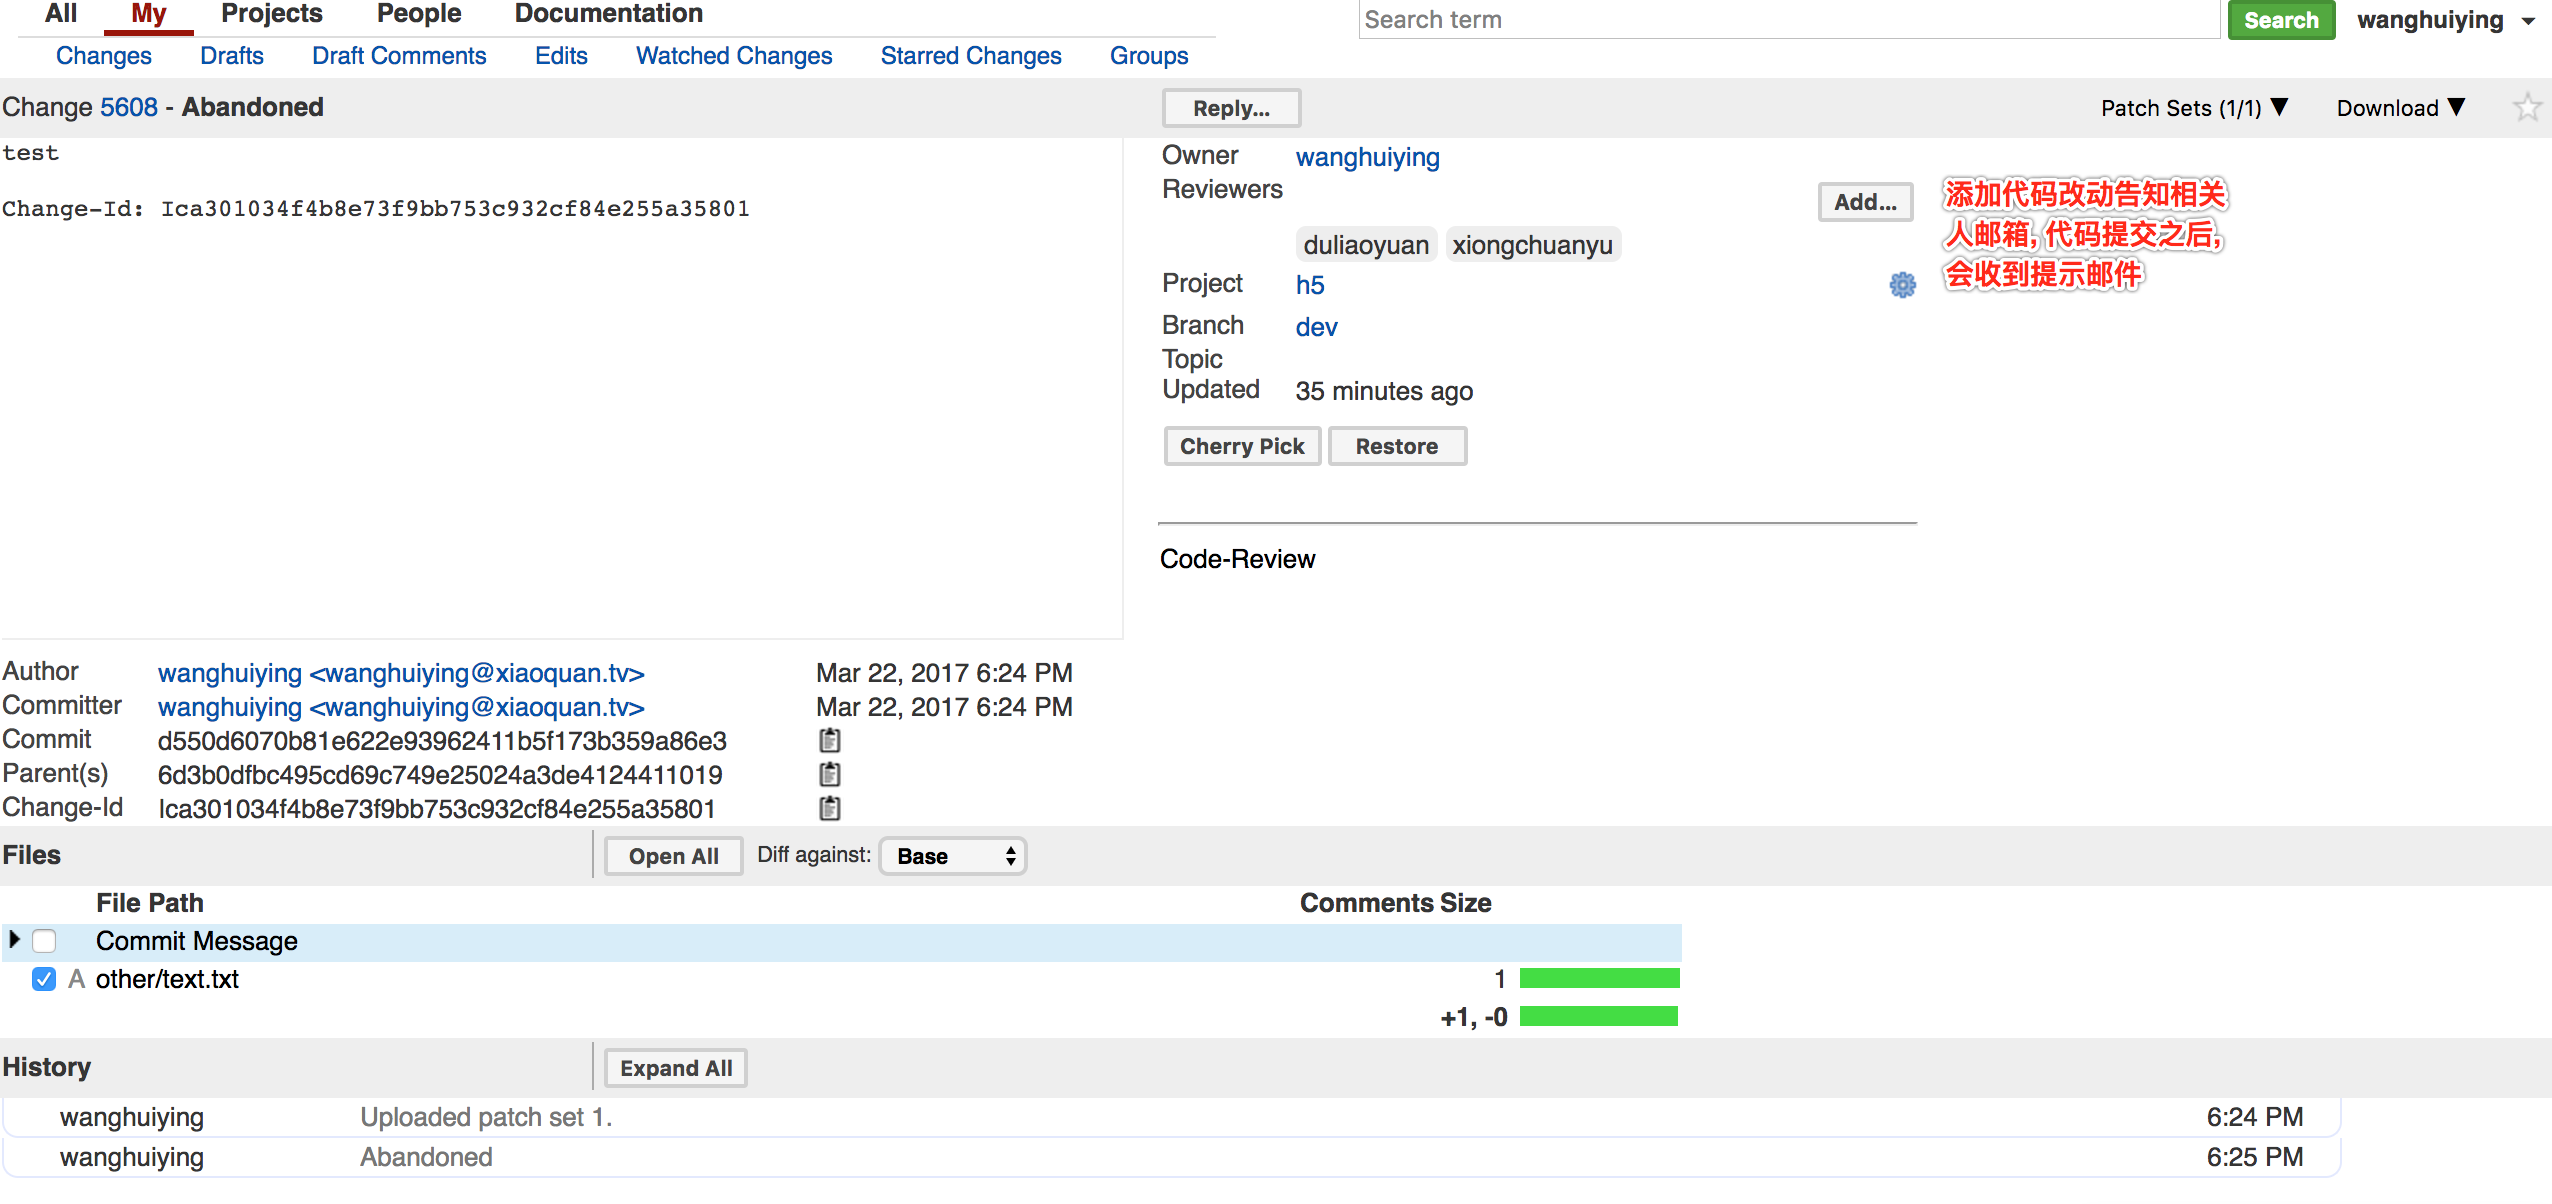 All My Projects People Documentation
Search term Search wanghuiying
Changes Drafts Draft Comments Edits Watched Changes Starred Changes Groups
Change 5608 - Abandoned
Reply...
Patch Sets (1/1) ▼ Download ▼
test
Change-Id: Ica301034f4b8e73f9bb753c932cf84e255a35801
Owner wanghuiying
Reviewers
Add...
duliaoyuan xiongchuanyu
添加代码改动告知相关
人邮箱, 代码提交之后,
会收到提示邮件
Project h5
Branch dev
Topic
Updated 35 minutes ago
Cherry Pick Restore
Code-Review
Author wanghuiying <wanghuiying@xiaoquan.tv> Mar 22, 2017 6:24 PM
Committer wanghuiying <wanghuiying@xiaoquan.tv> Mar 22, 2017 6:24 PM
Commit d550d6070b81e622e93962411b5f173b359a86e3
Parent(s) 6d3b0dfbc495cd69c749e25024a3de4124411019
Change-Id Ica301034f4b8e73f9bb753c932cf84e255a35801
Files Open All Diff against: Base
File Path Comments Size
Commit Message
A other/text.txt 1
+1, -0
History Expand All
wanghuiying Uploaded patch set 1. 6:24 PM
wanghuiying Abandoned 6:25 PM